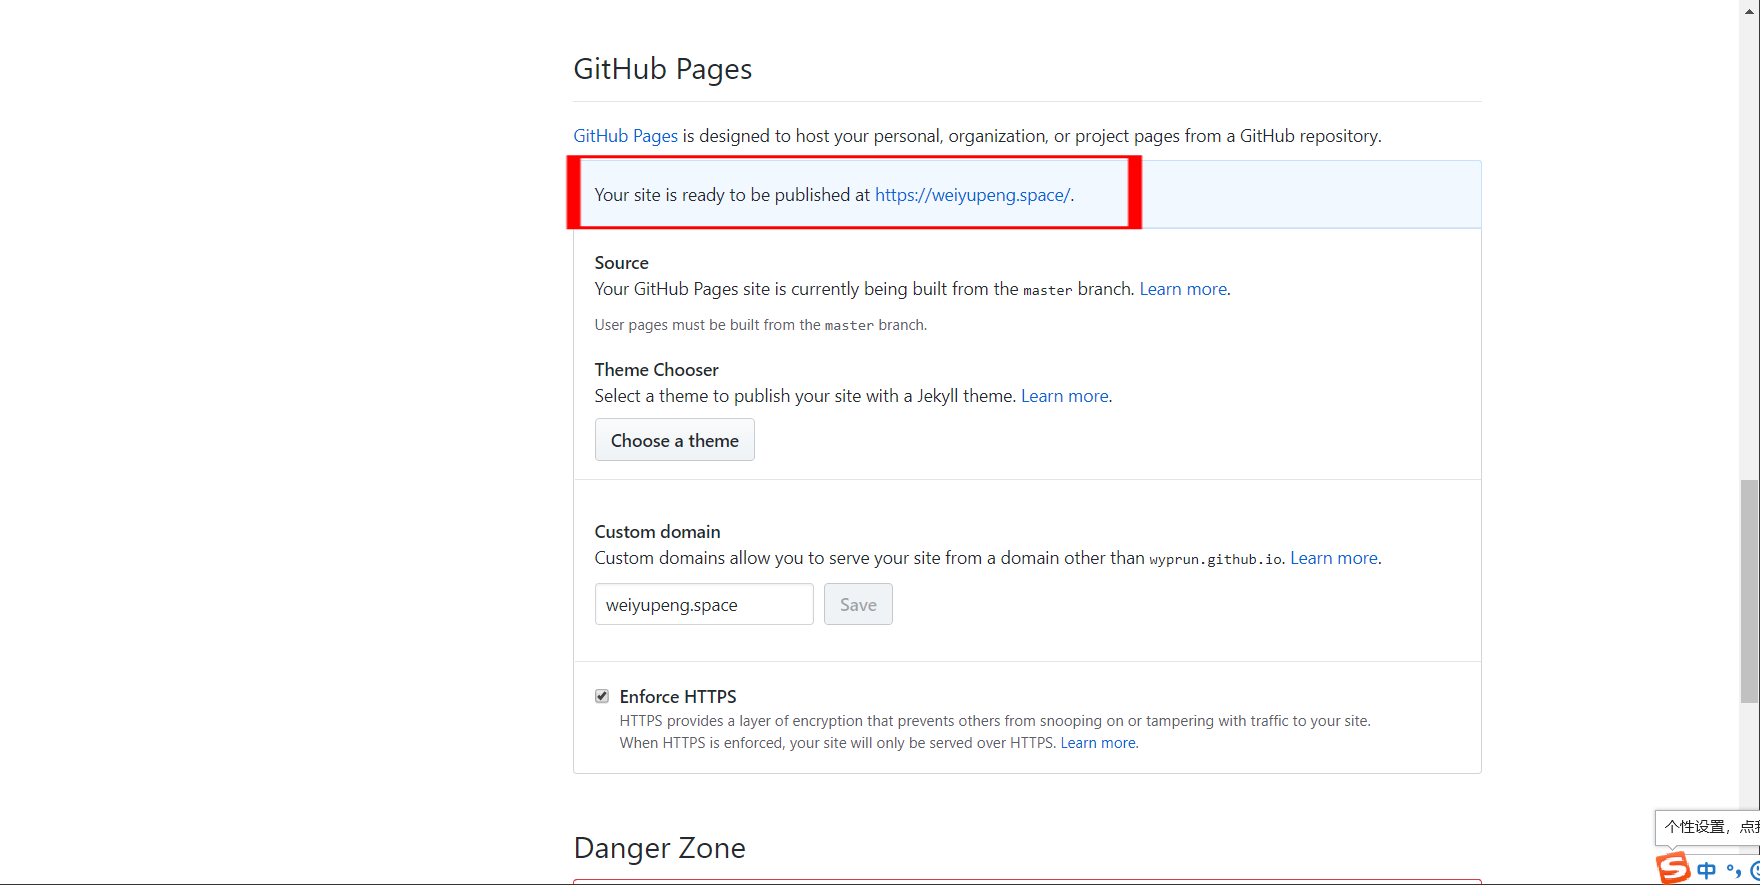 GitHub Pages
GitHub Pages is designed to host your personal, organization, or project pages from a GitHub repository.
Your site is ready to be published at https://weiyupeng.space/.
Source
Your GitHub Pages site is currently being built from the master branch. Learn more.
User pages must be built from the master branch.
Theme Chooser
Select a theme to publish your site with a Jekyll theme. Learn more.
Choose a theme
Custom domain
Custom domains allow you to serve your site from a domain other than wyprun.github.io. Learn more.
weiyupeng.space Save
Enforce HTTPS
HTTPS provides a layer of encryption that prevents others from snooping on or tampering with traffic to your site.
When HTTPS is enforced, your site will only be served over HTTPS. Learn more.
Danger Zone
个性设置，点
S 中 °,